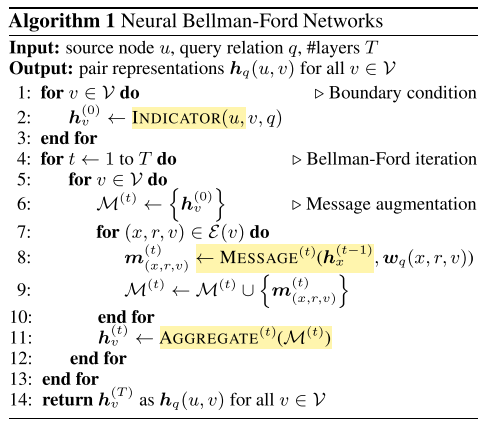 Algorithm 1 Neural Bellman-Ford Networks
Input: source node u, query relation q, #layers T
Output: pair representations h_q(u, v) for all v ∈ 𝒱
1: for v ∈ 𝒱 do ▷ Boundary condition
2: h_v^{(0)} ← INDICATOR(u, v, q)
3: end for
4: for t ← 1 to T do ▷ Bellman-Ford iteration
5: for v ∈ 𝒱 do
6: ℳ^{(t)} ← {h_v^{(0)}} ▷ Message augmentation
7: for (x, r, v) ∈ ℰ(v) do
8: m_{(x,r,v)}^{(t)} ← MESSAGE^{(t)}(h_x^{(t−1)}, w_q(x, r, v))
9: ℳ^{(t)} ← ℳ^{(t)} ∪ {m_{(x,r,v)}^{(t)}}
10: end for
11: h_v^{(t)} ← AGGREGATE^{(t)}(ℳ^{(t)})
12: end for
13: end for
14: return h_v^{(T)} as h_q(u, v) for all v ∈ 𝒱